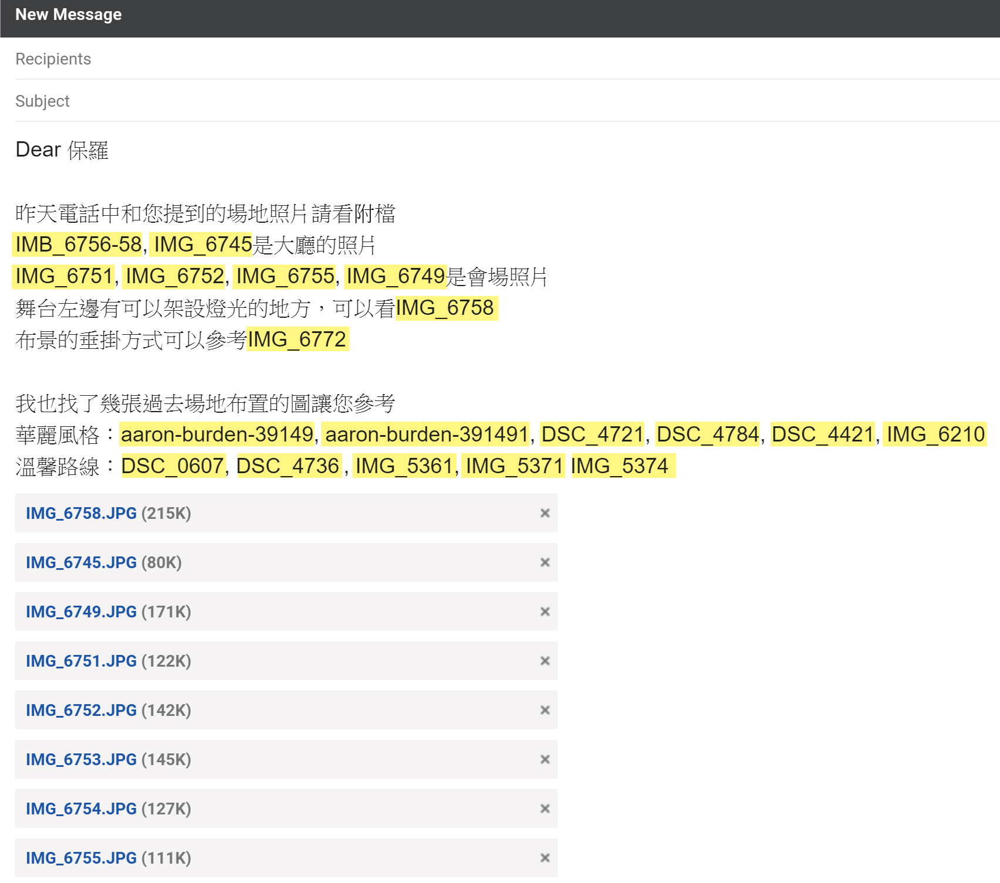 New Message
Recipients
Subject
Dear 保羅
昨天電話中和您提到的場地照片請看附檔
IMB_6756-58, IMG_6745是大廳的照片
IMG_6751, IMG_6752, IMG_6755, IMG_6749是會場照片
舞台左邊有可以架設燈光的地方，可以看IMG_6758
布景的垂掛方式可以參考IMG_6772
我也找了幾張過去場地布置的圖讓您參考
華麗風格：aaron-burden-39149, aaron-burden-391491, DSC_4721, DSC_4784, DSC_4421, IMG_6210
溫馨路線：DSC_0607, DSC_4736 , IMG_5361, IMG_5371 IMG_5374
IMG_6758.JPG (215K) ×
IMG_6745.JPG (80K) ×
IMG_6749.JPG (171K) ×
IMG_6751.JPG (122K) ×
IMG_6752.JPG (142K) ×
IMG_6753.JPG (145K) ×
IMG_6754.JPG (127K) ×
IMG_6755.JPG (111K) ×